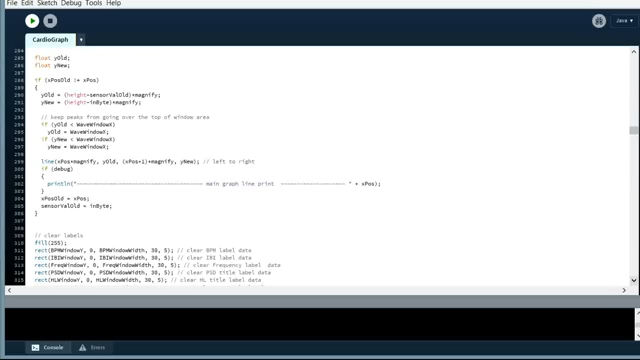 File Edit Sketch Debug Tools Help
Java ▾
CardioGraph ▾
284
285 float yOld;
286 float yNew;
287
288 if (xPosOld != xPos)
289 {
290 yOld = (height-sensorValOld)*magnify;
291 yNew = (height-inByte)*magnify;
292
293 // keep peaks from going over the top of window area
294 if (yOld < WaveWindowX)
295 yOld = WaveWindowX;
296 if (yNew < WaveWindowX)
297 yNew = WaveWindowX;
298
299 line(xPos*magnify, yOld, (xPos+1)*magnify, yNew); // left to right
300 if (debug)
301 {
302 println("----------------------------------- main graph line print ------------------ " + xPos);
303 }
304 xPosOld = xPos;
305 sensorValOld = inByte;
306 }
307
308
309 // clear labels
310 fill(255);
311 rect(BPMWindowY, 0, BPMWindowWidth, 30, 5); // clear BPM label data
312 rect(IBIWindowY, 0, IBIWindowWidth, 30, 5); // clear IBI label data
313 rect(FreqWindowY, 0, FreqWindowWidth, 30, 5); // clear Frequency label data
314 rect(PSDWindowY, 0, PSDWindowWidth, 30, 5); // clear PSD title label data
315 rect(HLWindowY, 0, HLWindowWidth, 30, 5); // clear HL title label data
Console Errors